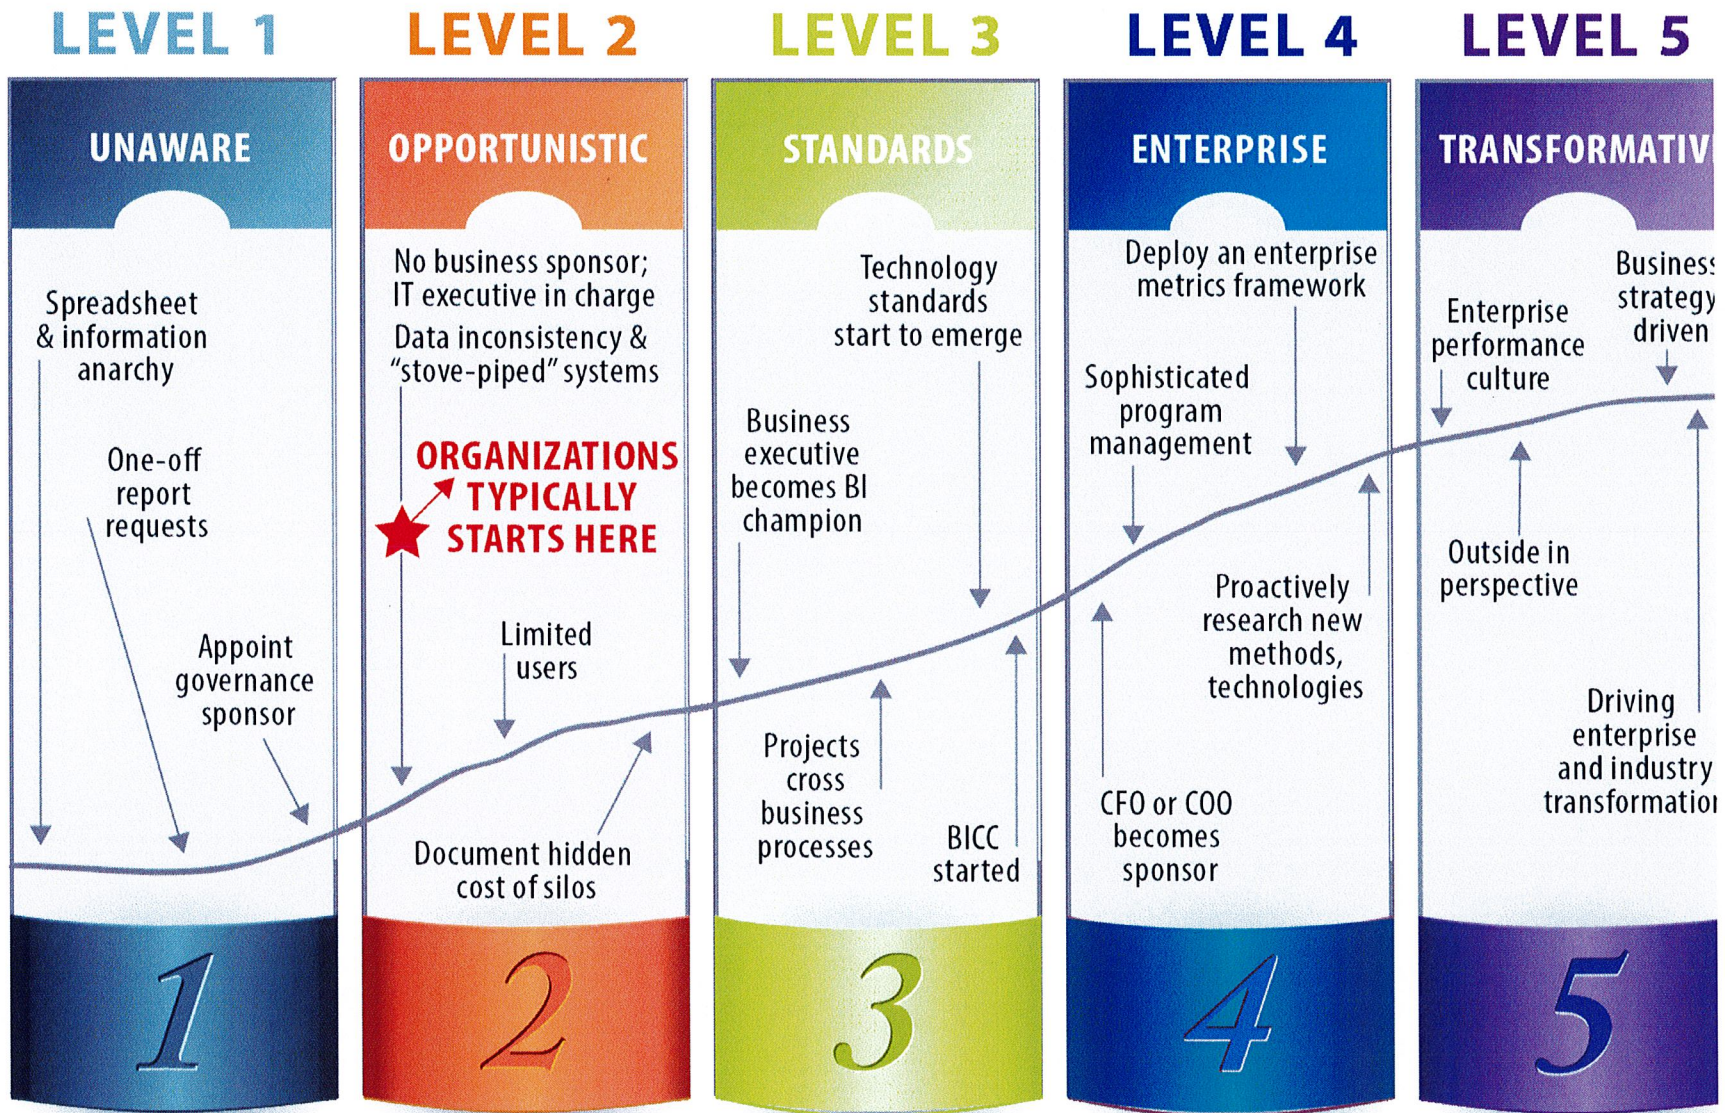 LEVEL 1
UNAWARE
Spreadsheet
& information
anarchy
One-off
report
requests
Appoint
governance
sponsor
1
LEVEL 2
OPPORTUNISTIC
No business sponsor;
IT executive in charge
Data inconsistency &
“stove-piped” systems
ORGANIZATIONS
TYPICALLY
STARTS HERE
Limited
users
Document hidden
cost of silos
2
LEVEL 3
STANDARDS
Technology
standards
start to emerge
Business
executive
becomes BI
champion
Projects
cross
business
processes
BICC
started
3
LEVEL 4
ENTERPRISE
Deploy an enterprise
metrics framework
Sophisticated
program
management
Proactively
research new
methods,
technologies
CFO or COO
becomes
sponsor
4
LEVEL 5
TRANSFORMATIV
Business
strategy
driven
Enterprise
performance
culture
Outside in
perspective
Driving
enterprise
and industry
transformation
5